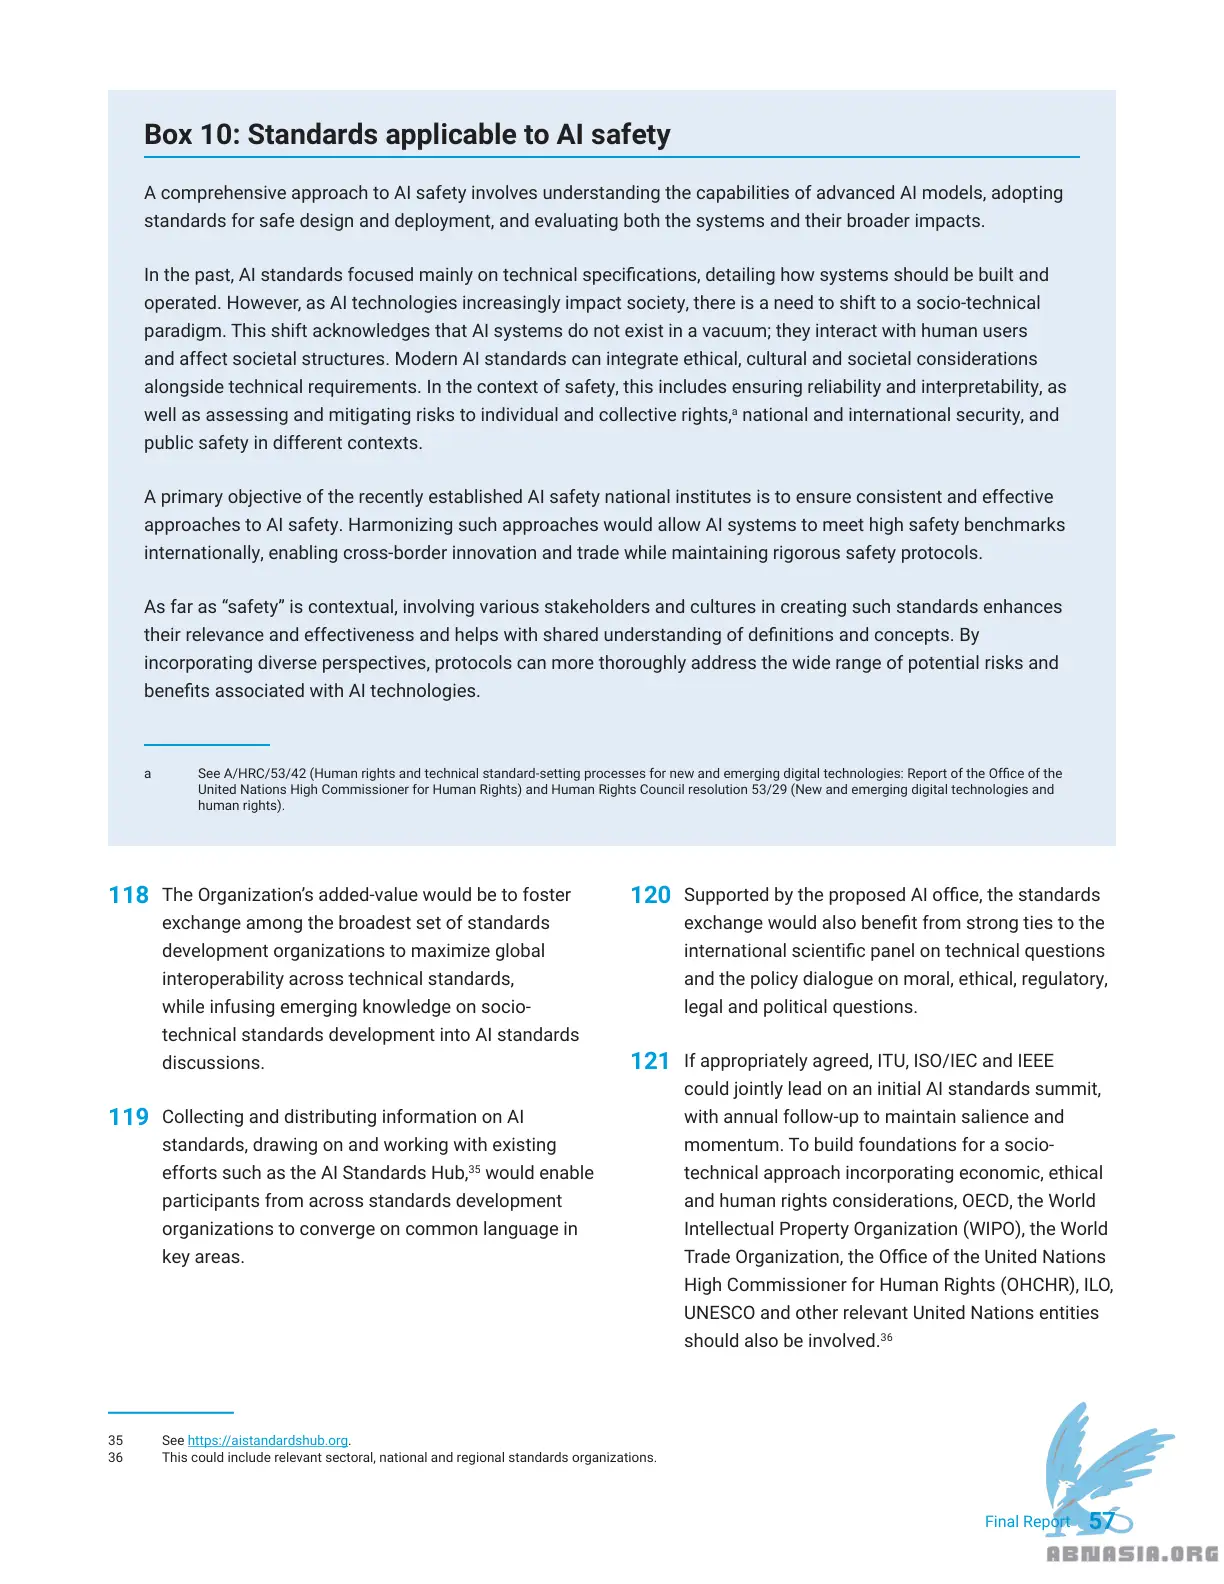 Box 10: Standards applicable to AI safety
A comprehensive approach to AI safety involves understanding the capabilities of advanced AI models, adopting
standards for safe design and deployment, and evaluating both the systems and their broader impacts.
In the past, AI standards focused mainly on technical specifications, detailing how systems should be built and
operated. However, as AI technologies increasingly impact society, there is a need to shift to a socio-technical
paradigm. This shift acknowledges that AI systems do not exist in a vacuum; they interact with human users
and affect societal structures. Modern AI standards can integrate ethical, cultural and societal considerations
alongside technical requirements. In the context of safety, this includes ensuring reliability and interpretability, as
well as assessing and mitigating risks to individual and collective rights,ᵃ national and international security, and
public safety in different contexts.
A primary objective of the recently established AI safety national institutes is to ensure consistent and effective
approaches to AI safety. Harmonizing such approaches would allow AI systems to meet high safety benchmarks
internationally, enabling cross-border innovation and trade while maintaining rigorous safety protocols.
As far as “safety” is contextual, involving various stakeholders and cultures in creating such standards enhances
their relevance and effectiveness and helps with shared understanding of definitions and concepts. By
incorporating diverse perspectives, protocols can more thoroughly address the wide range of potential risks and
benefits associated with AI technologies.
a See A/HRC/53/42 (Human rights and technical standard-setting processes for new and emerging digital technologies: Report of the Office of the
United Nations High Commissioner for Human Rights) and Human Rights Council resolution 53/29 (New and emerging digital technologies and
human rights).
118 The Organization’s added-value would be to foster
exchange among the broadest set of standards
development organizations to maximize global
interoperability across technical standards,
while infusing emerging knowledge on socio-
technical standards development into AI standards
discussions.
119 Collecting and distributing information on AI
standards, drawing on and working with existing
efforts such as the AI Standards Hub,³⁵ would enable
participants from across standards development
organizations to converge on common language in
key areas.
120 Supported by the proposed AI office, the standards
exchange would also benefit from strong ties to the
international scientific panel on technical questions
and the policy dialogue on moral, ethical, regulatory,
legal and political questions.
121 If appropriately agreed, ITU, ISO/IEC and IEEE
could jointly lead on an initial AI standards summit,
with annual follow-up to maintain salience and
momentum. To build foundations for a socio-
technical approach incorporating economic, ethical
and human rights considerations, OECD, the World
Intellectual Property Organization (WIPO), the World
Trade Organization, the Office of the United Nations
High Commissioner for Human Rights (OHCHR), ILO,
UNESCO and other relevant United Nations entities
should also be involved.³⁶
35 See https://aistandardshub.org.
36 This could include relevant sectoral, national and regional standards organizations.
Final Report 57
ABNASIA.ORG